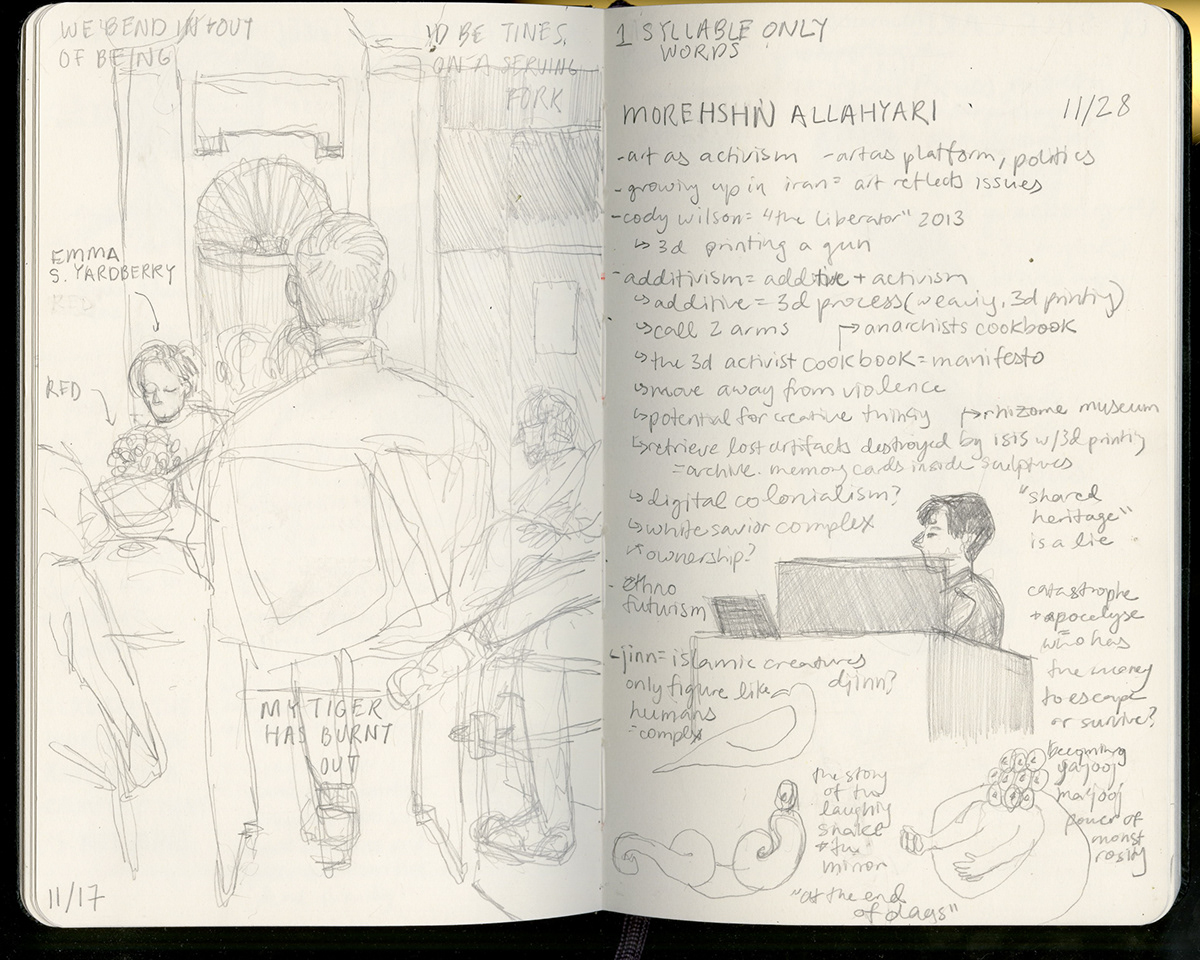 WE BEND IN + OUT
OF BEING
I'D BE TINES,
ON A SERVING
FORK
EMMA
S. YARDBERRY
RED
RED
MY TIGER
HAS BURNT
OUT
11/17
1 SYLLABLE ONLY
WORDS
MOREHSHIN ALLAHYARI 11/28
- art as activism - art as platform, politics
- growing up in iran = art reflects issues
- cody wilson = "the liberator" 2013
↳ 3d printing a gun
- additivism = additive + activism
↳ additive = 3d process (weaving, 3d printing)
↳ call 2 arms ↱ anarchists cookbook
↳ the 3d activist cookbook = manifesto
↳ move away from violence
↳ potential for creative things ↱ rhizome museum
↳ retrieve lost artifacts destroyed by isis w/3d printing
= archive. memory cards inside sculptures
↳ digital colonialism?
↳ white savior complex
ownership?
"shared
heritage"
is a lie
- ethno
futurism
catastrophe
+ apocalyse
who has
the money
to escape
or survive?
- jinn = islamic creatures
djinn?
only figure like
humans
= complex
the story
of the
laughing
snake
+ the
mirror
becoming
yajooj
majooj
power of
monst
rosity
"at the end
of days"